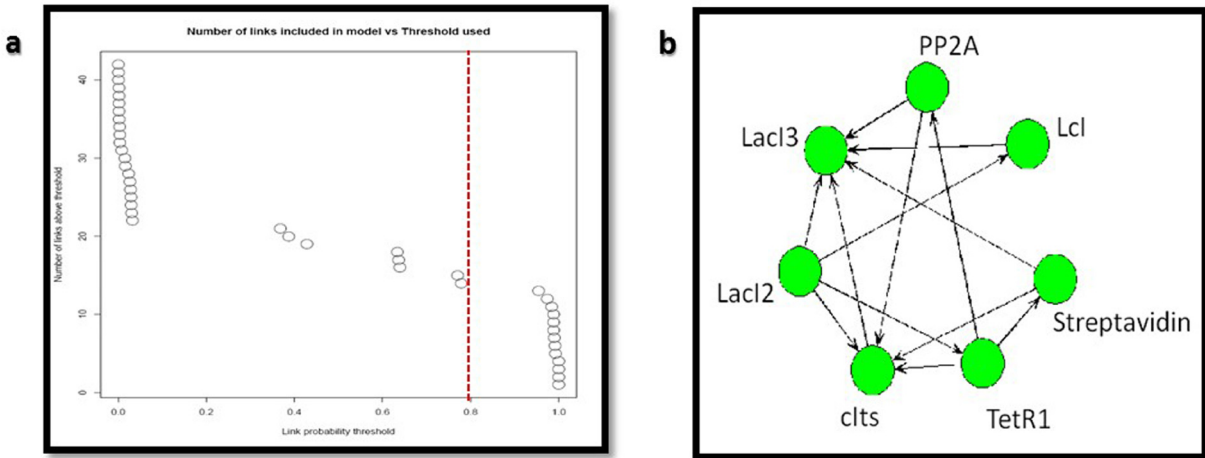 a
Number of links included in model vs Threshold used
Number of links above threshold
40
30
20
10
0
0.0 0.2 0.4 0.6 0.8 1.0
Link probability threshold
b
PP2A
LacI3
LcI
LacI2
Streptavidin
cIts
TetR1